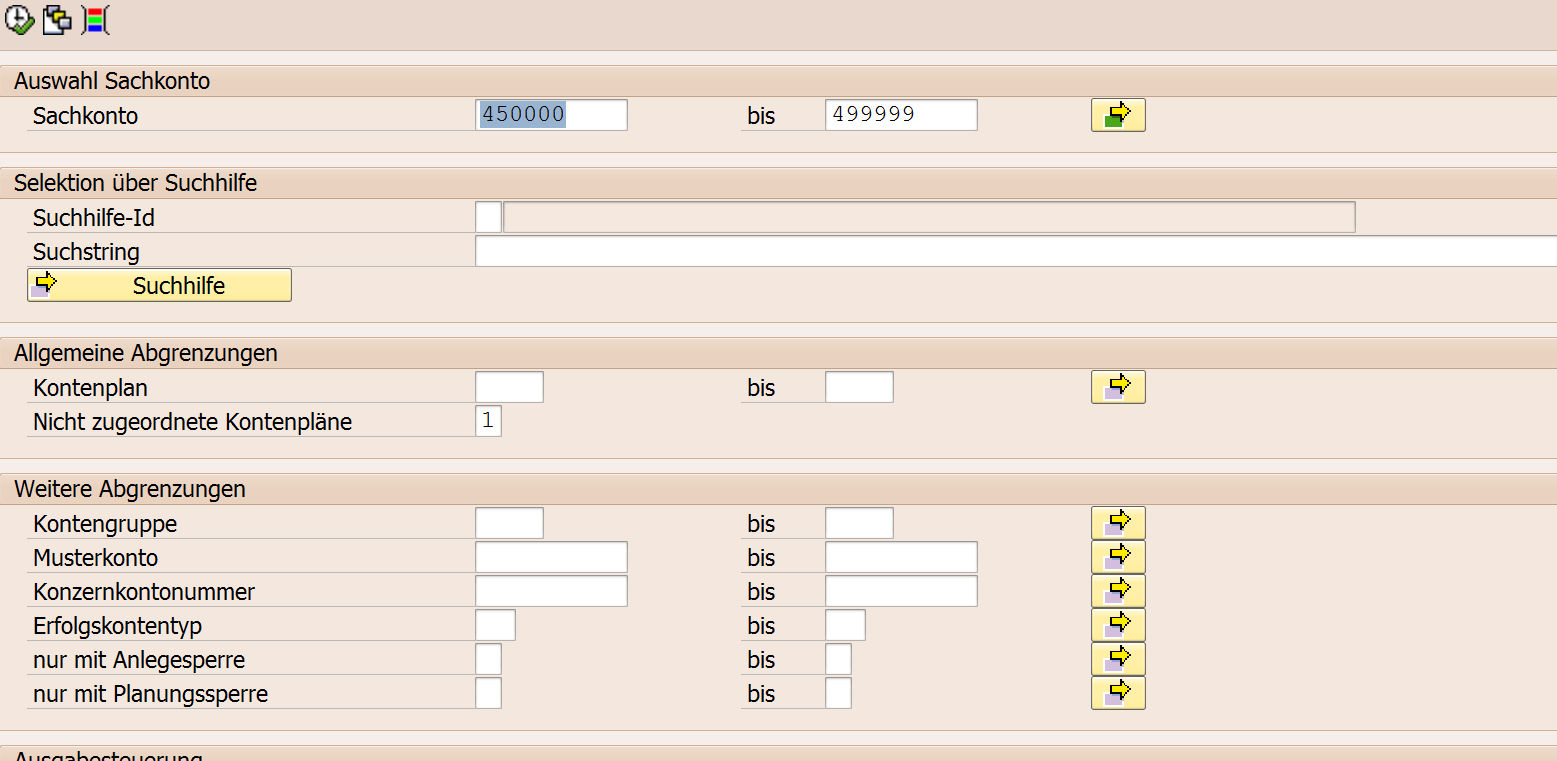 Auswahl Sachkonto
Sachkonto 450000 bis 499999
Selektion über Suchhilfe
Suchhilfe-Id
Suchstring
Suchhilfe
Allgemeine Abgrenzungen
Kontenplan bis
Nicht zugeordnete Kontenpläne 1
Weitere Abgrenzungen
Kontengruppe bis
Musterkonto bis
Konzernkontonummer bis
Erfolgskontentyp bis
nur mit Anlegesperre bis
nur mit Planungssperre bis
Ausgabesteuerung